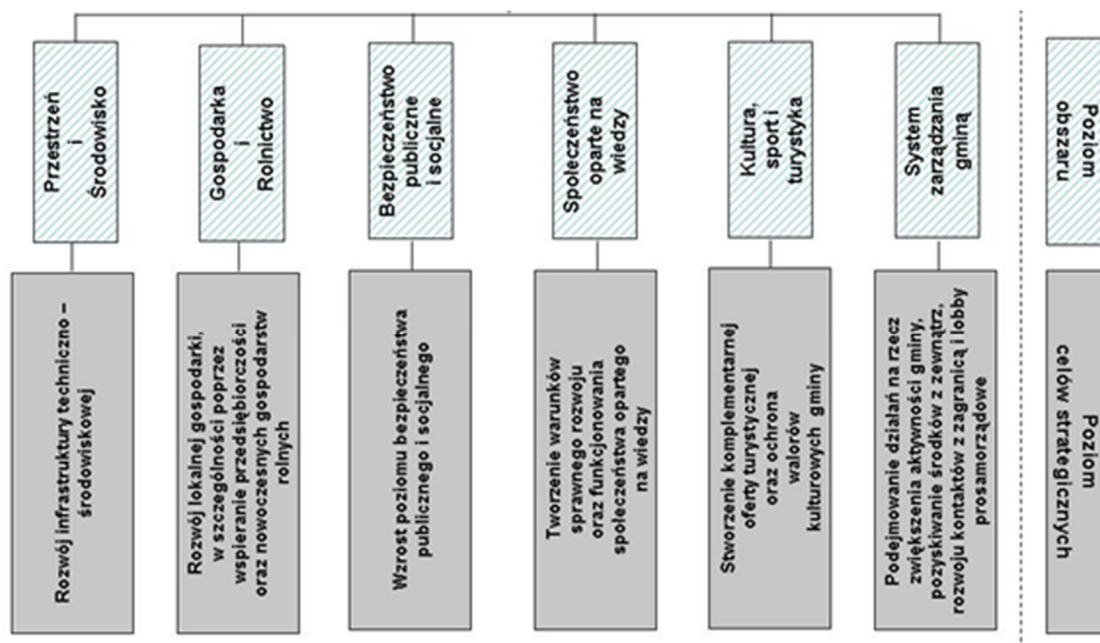 Przestrzeń
i
Środowisko
Gospodarka
i
Rolnictwo
Bezpieczeństwo
publiczne
i socjalne
Społeczeństwo
oparte na
wiedzy
Kultura,
sport i
turystyka
System
zarządzania
gminą
Poziom
obszaru
Rozwój infrastruktury techniczno –
środowiskowej
Rozwój lokalnej gospodarki,
w szczególności poprzez
wspieranie przedsiębiorczości
oraz nowoczesnych gospodarstw
rolnych
Wzrost poziomu bezpieczeństwa
publicznego i socjalnego
Tworzenie warunków
sprawnego rozwoju
oraz funkcjonowania
społeczeństwa opartego
na wiedzy
Stworzenie komplementarnej
oferty turystycznej
oraz ochrona
walorów
kulturowych gminy
Podejmowanie działań na rzecz
zwiększenia aktywności gminy,
pozyskiwanie środków z zewnątrz,
rozwoju kontaktów z zagranicą i lobby
prosamorządowe
Poziom
celów strategicznych